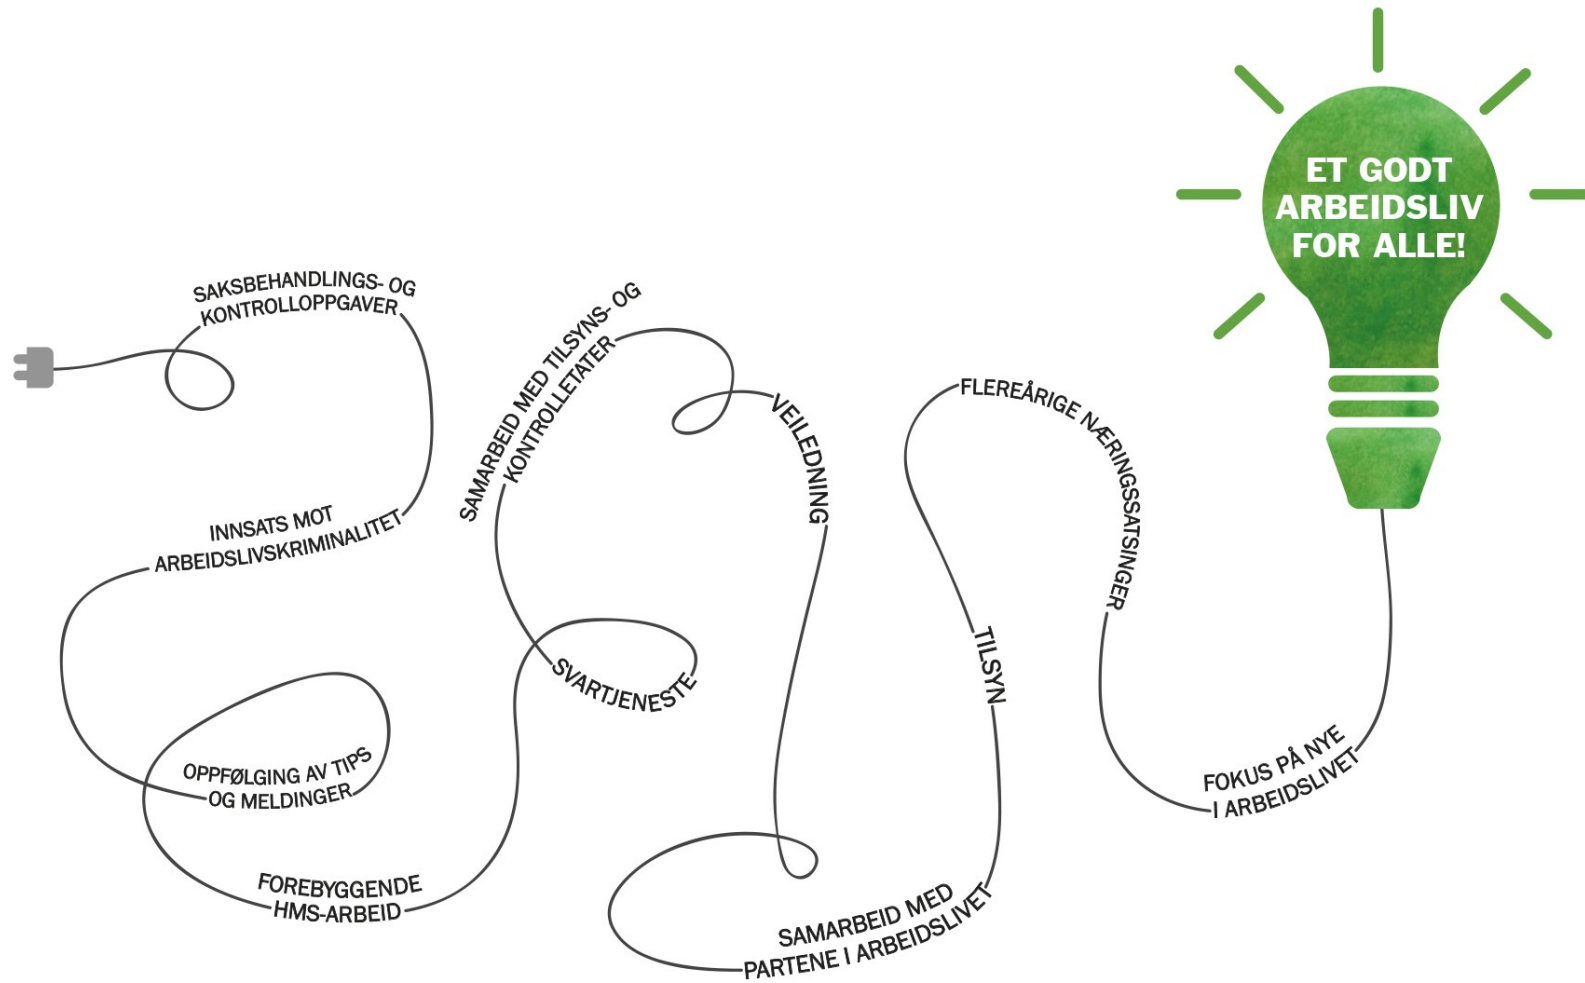 SAKSBEHANDLINGS- OG
KONTROLLOPPGAVER
INNSATS MOT
ARBEIDSLIVSKRIMINALITET
OPPFØLGING AV TIPS
OG MELDINGER
FOREBYGGENDE
HMS-ARBEID
SVARTJENESTE
SAMARBEID MED TILSYNS- OG
KONTROLLETATER
VEILEDNING
SAMARBEID MED
PARTENE I ARBEIDSLIVET
TILSYN
FLEREÅRIGE NÆRINGSSATSINGER
FOKUS PÅ NYE
I ARBEIDSLIVET
ET GODT
ARBEIDSLIV
FOR ALLE!